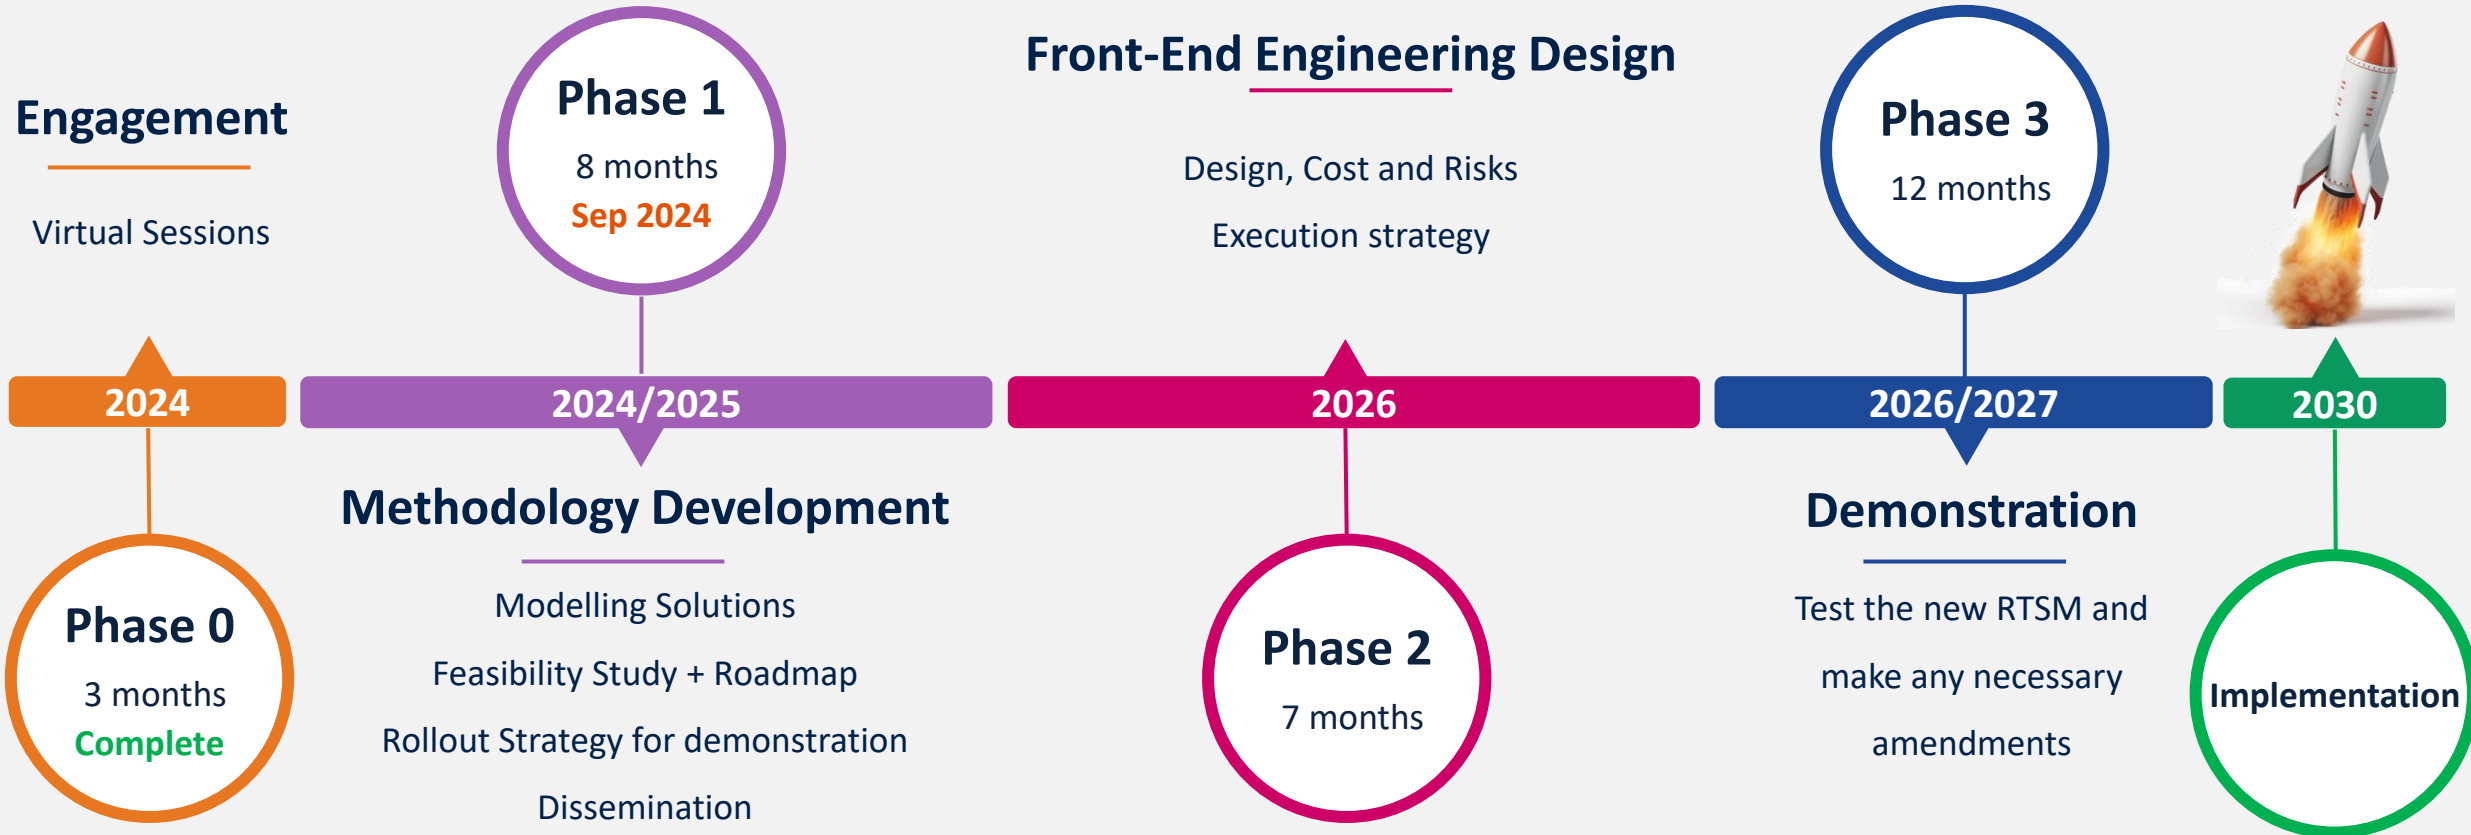 Engagement
Virtual Sessions
2024
Phase 0
3 months
Complete
Phase 1
8 months
Sep 2024
2024/2025
Methodology Development
Modelling Solutions
Feasibility Study + Roadmap
Rollout Strategy for demonstration
Dissemination
Front-End Engineering Design
Design, Cost and Risks
Execution strategy
2026
Phase 2
7 months
Phase 3
12 months
2026/2027
Demonstration
Test the new RTSM and
make any necessary
amendments
2030
Implementation